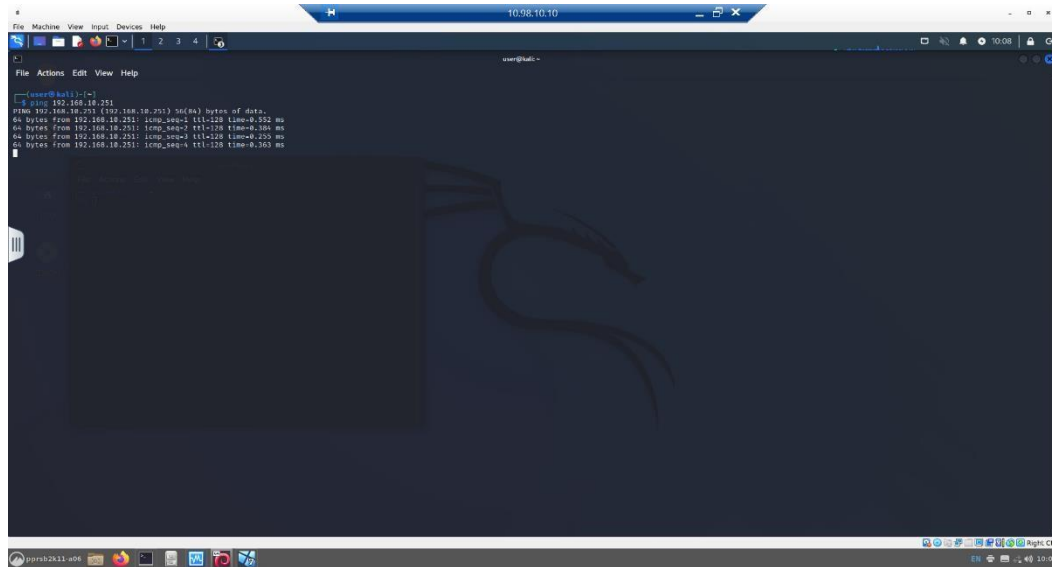 10.98.10.10
File Machine View Input Devices Help
1 2 3 4
10:08
user@kali: ~
File Actions Edit View Help
(user㉿kali)-[~]
$ ping 192.168.10.251
PING 192.168.10.251 (192.168.10.251) 56(84) bytes of data.
64 bytes from 192.168.10.251: icmp_seq=1 ttl=128 time=0.552 ms
64 bytes from 192.168.10.251: icmp_seq=2 ttl=128 time=0.384 ms
64 bytes from 192.168.10.251: icmp_seq=3 ttl=128 time=0.255 ms
64 bytes from 192.168.10.251: icmp_seq=4 ttl=128 time=0.363 ms
Right Ct
pprsb2k11-a06
EN